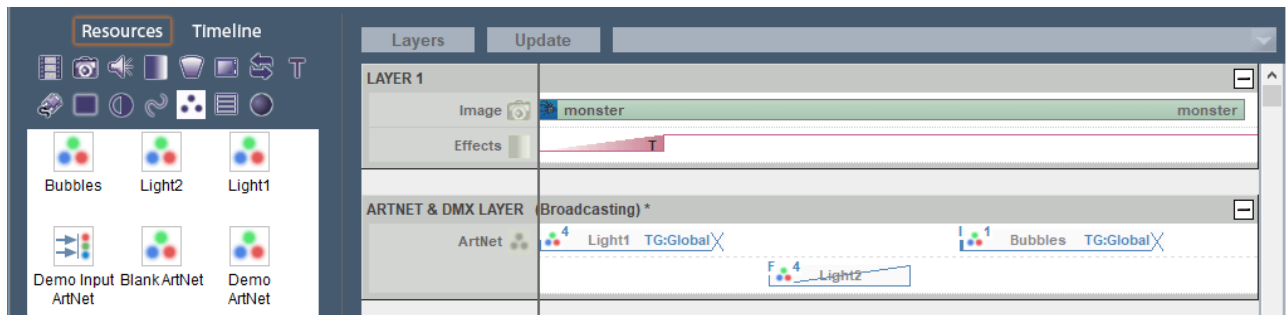 Resources Timeline
T
Bubbles Light2 Light1
Demo Input Blank ArtNet Demo
ArtNet ArtNet
Layers Update
LAYER 1
Image monster monster
Effects T
ARTNET & DMX LAYER (Broadcasting) *
ArtNet 4 Light1 TG:Global I 1 Bubbles TG:Global
F 4 Light2